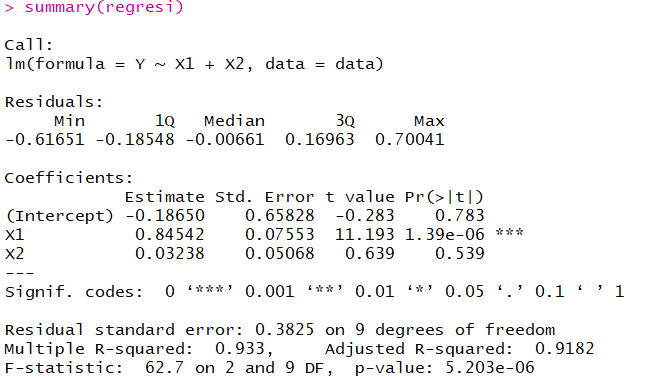 > summary(regresi)
Call:
lm(formula = Y ~ X1 + X2, data = data)
Residuals:
     Min       1Q   Median       3Q      Max
-0.61651 -0.18548 -0.00661  0.16963  0.70041
Coefficients:
            Estimate Std. Error t value Pr(>|t|)
(Intercept) -0.18650    0.65828  -0.283    0.783
X1           0.84542    0.07553  11.193 1.39e-06 ***
X2           0.03238    0.05068   0.639    0.539
---
Signif. codes:  0 ‘***’ 0.001 ‘**’ 0.01 ‘*’ 0.05 ‘.’ 0.1 ‘ ’ 1
Residual standard error: 0.3825 on 9 degrees of freedom
Multiple R-squared:  0.933,     Adjusted R-squared:  0.9182
F-statistic:  62.7 on 2 and 9 DF,  p-value: 5.203e-06